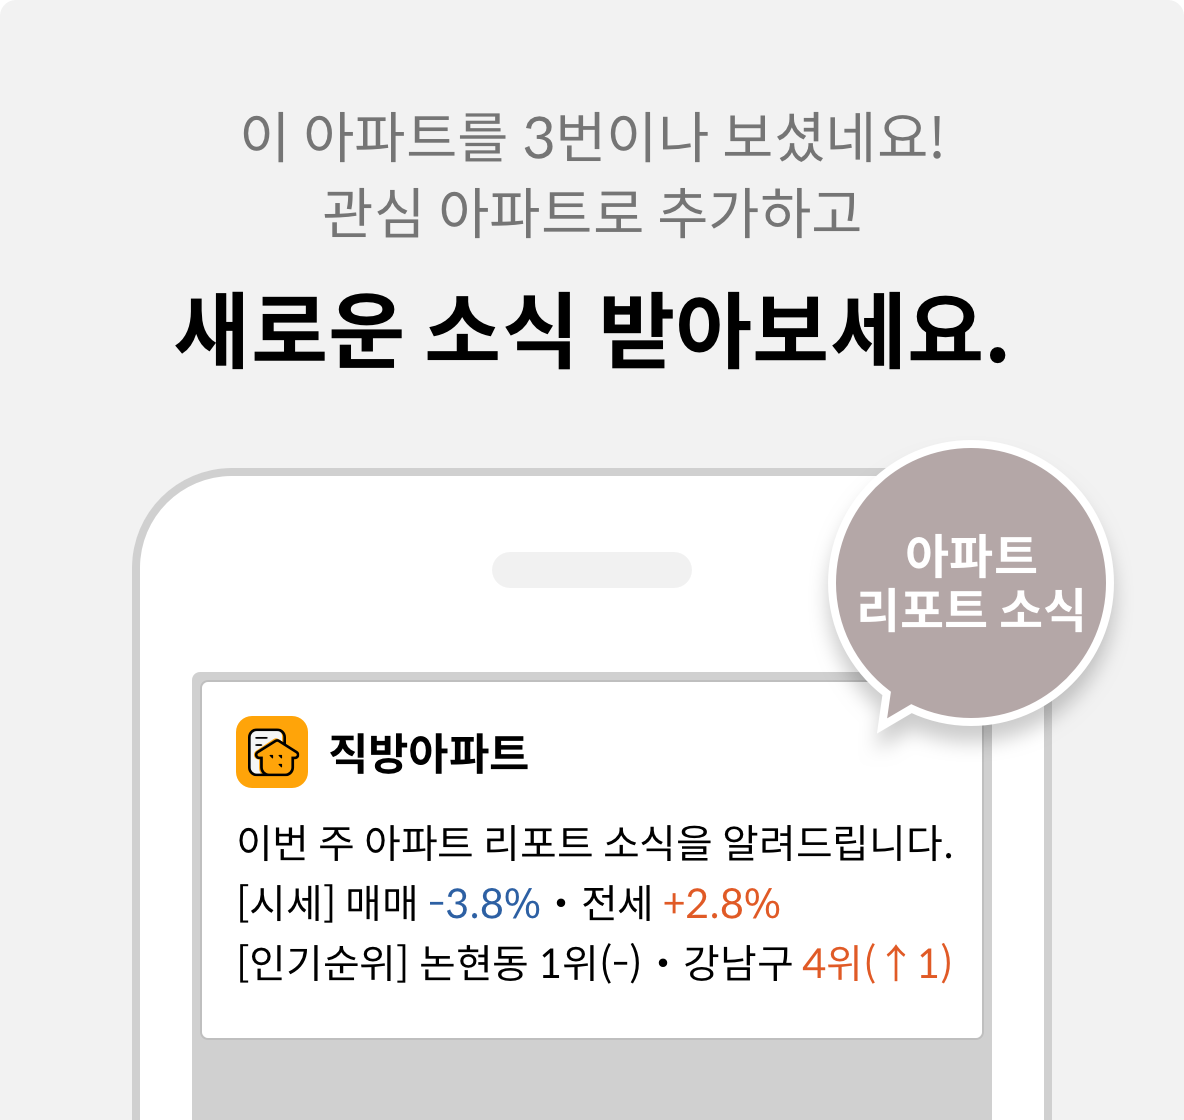 이 아파트를 3번이나 보셨네요!
관심 아파트로 추가하고
새로운 소식 받아보세요.
아파트
리포트 소식
직방아파트
이번 주 아파트 리포트 소식을 알려드립니다.
[시세] 매매 -3.8% • 전세 +2.8%
[인기순위] 논현동 1위(-) • 강남구 4위(↑1)